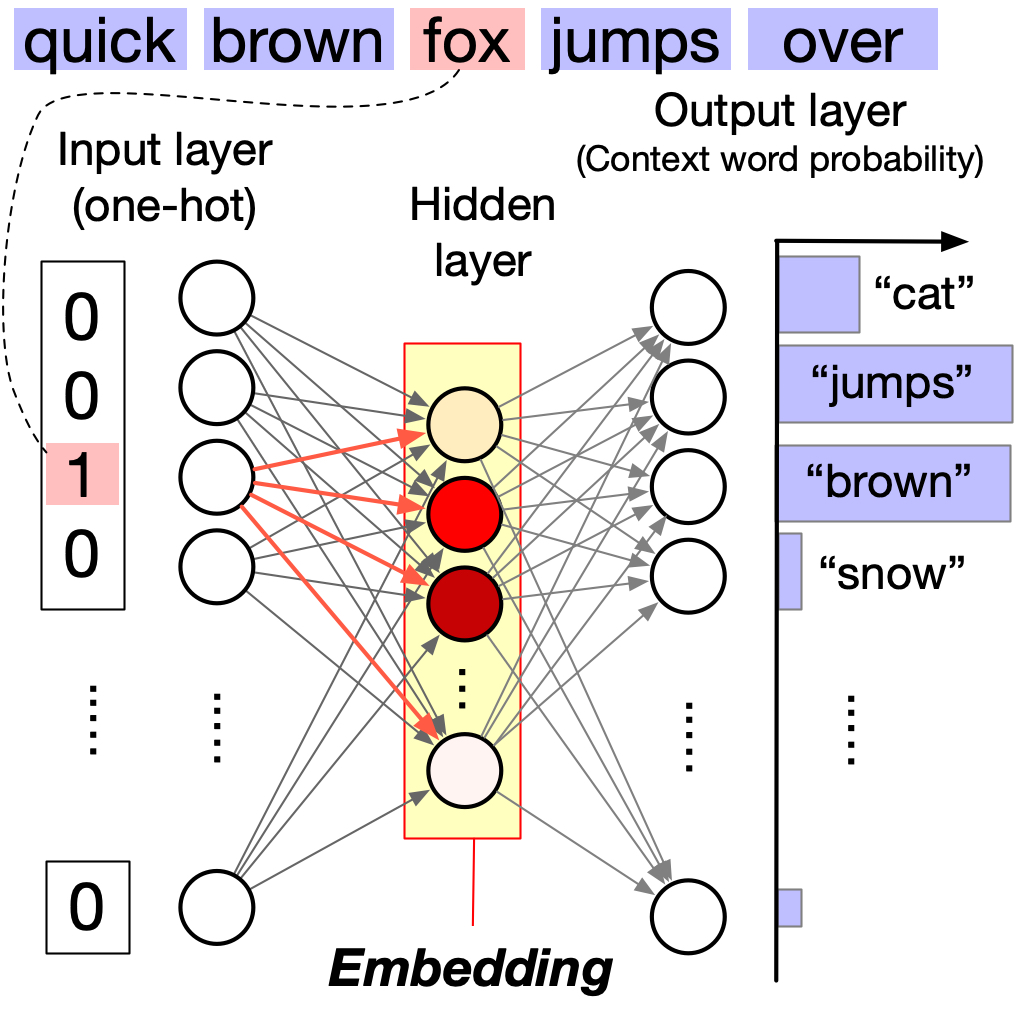 quick brown fox jumps over
Output layer
(Context word probability)
Input layer
(one-hot)
Hidden
layer
0
0
1
0
0
“cat”
“jumps”
“brown”
“snow”
Embedding